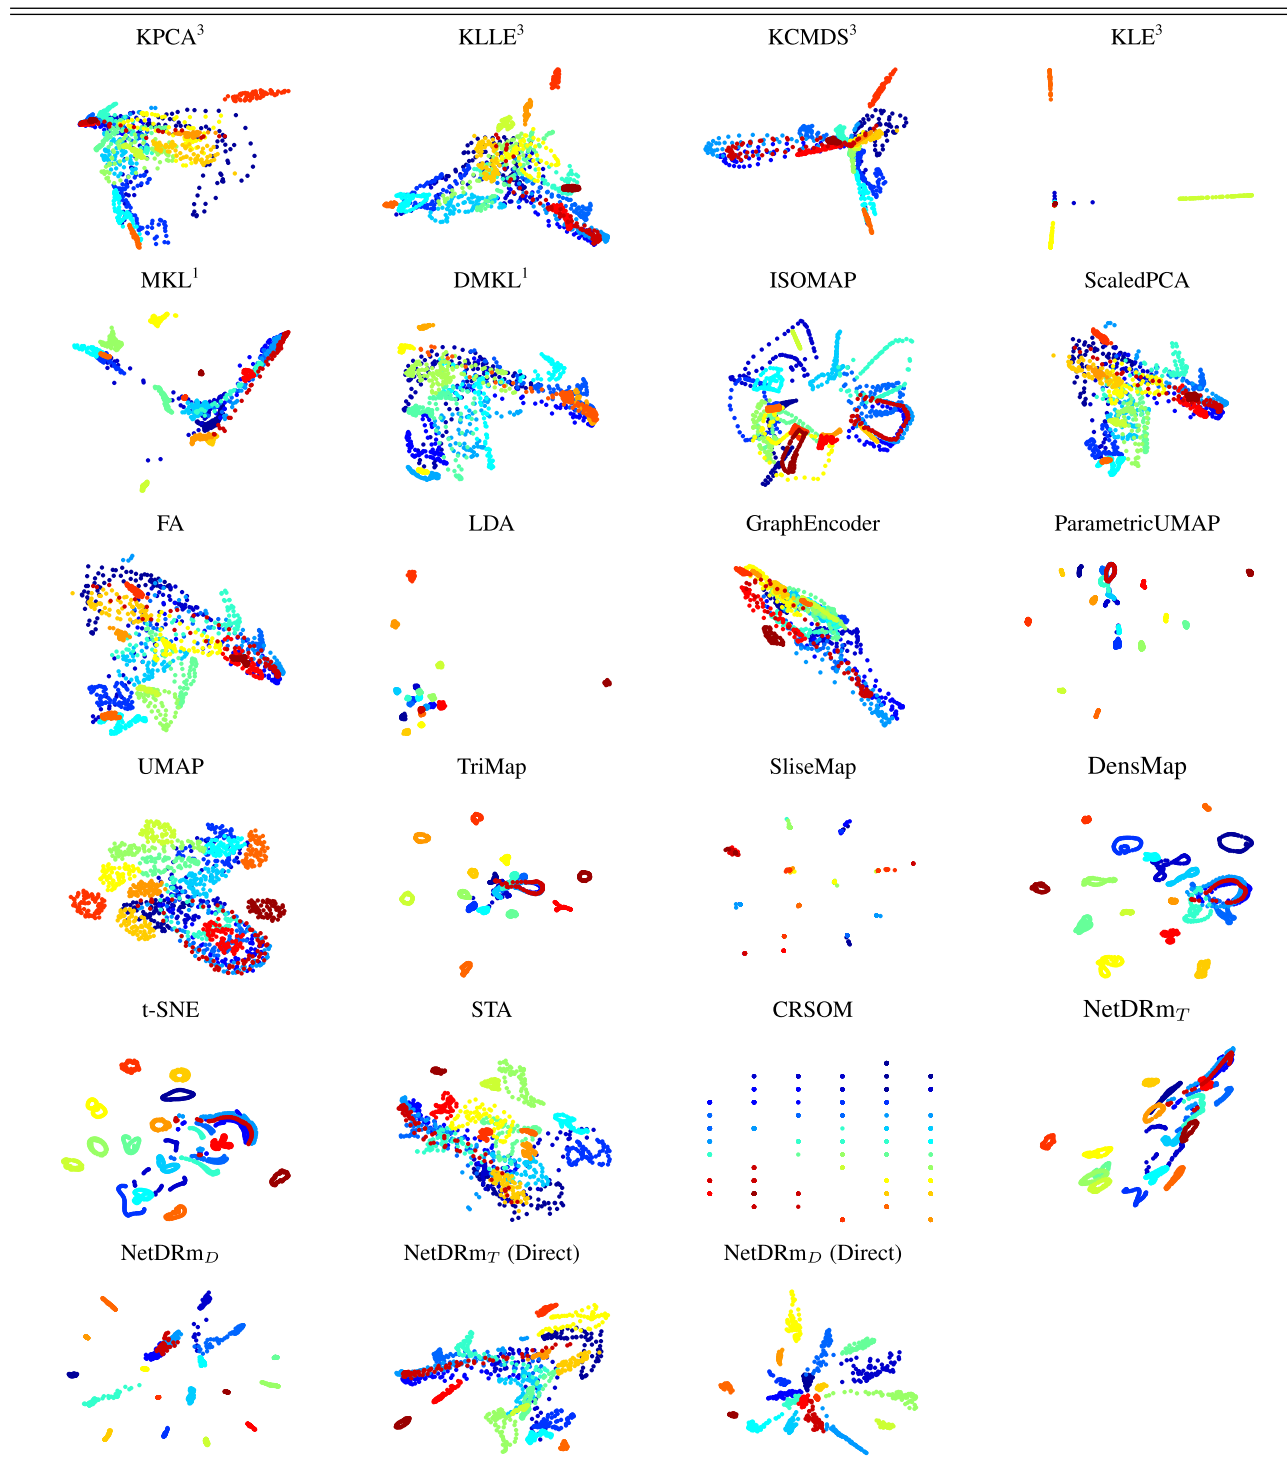 KPCA³ KLLE³ KCMDS³ KLE³
MKL¹ DMKL¹ ISOMAP ScaledPCA
FA LDA GraphEncoder ParametricUMAP
UMAP TriMap SliseMap DensMap
t-SNE STA CRSOM NetDRm_T
NetDRm_D NetDRm_T (Direct) NetDRm_D (Direct)